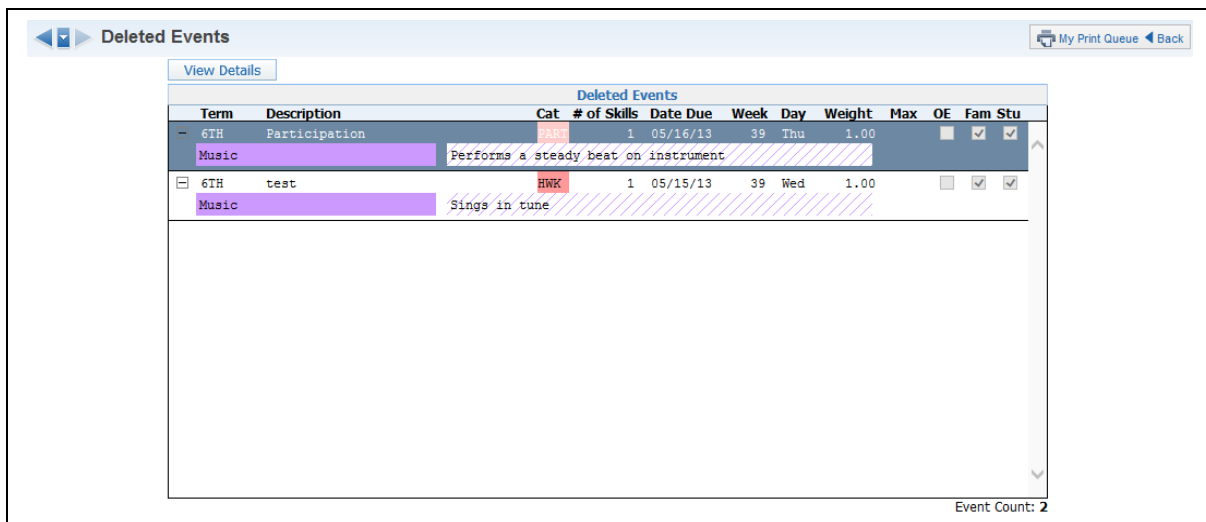 Deleted Events
My Print Queue Back
View Details
Deleted Events
Term Description Cat # of Skills Date Due Week Day Weight Max OE Fam Stu
6TH Participation PART 1 05/16/13 39 Thu 1.00
Music Performs a steady beat on instrument
6TH test HWK 1 05/15/13 39 Wed 1.00
Music Sings in tune
Event Count: 2